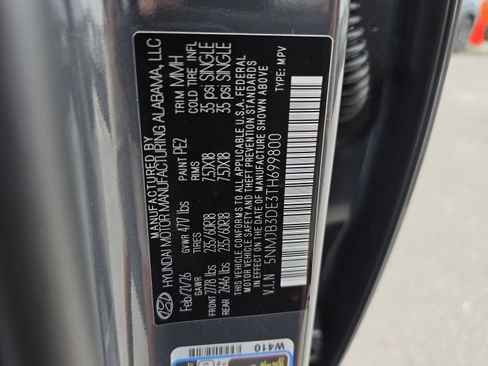 MANUFACTURED BY
HYUNDAI MOTOR MANUFACTURING ALABAMA, LLC
Feb/21/26 GVWR 4717 lbs PAINT PE2 TRIM MMH
GAWR TIRES RIMS COLD TIRE INFL
FRONT 2778 lbs 235/60R18 7.5JX18 35 psi SINGLE
REAR 2646 lbs 235/60R18 7.5JX18 35 psi SINGLE
THIS VEHICLE CONFORMS TO ALL APPLICABLE U.S.A. FEDERAL
MOTOR VEHICLE SAFETY AND THEFT PREVENTION STANDARDS
IN EFFECT ON THE DATE OF MANUFACTURE SHOWN ABOVE
V.I.N 5NMJB3DE3TH699800 TYPE: MPV
W410